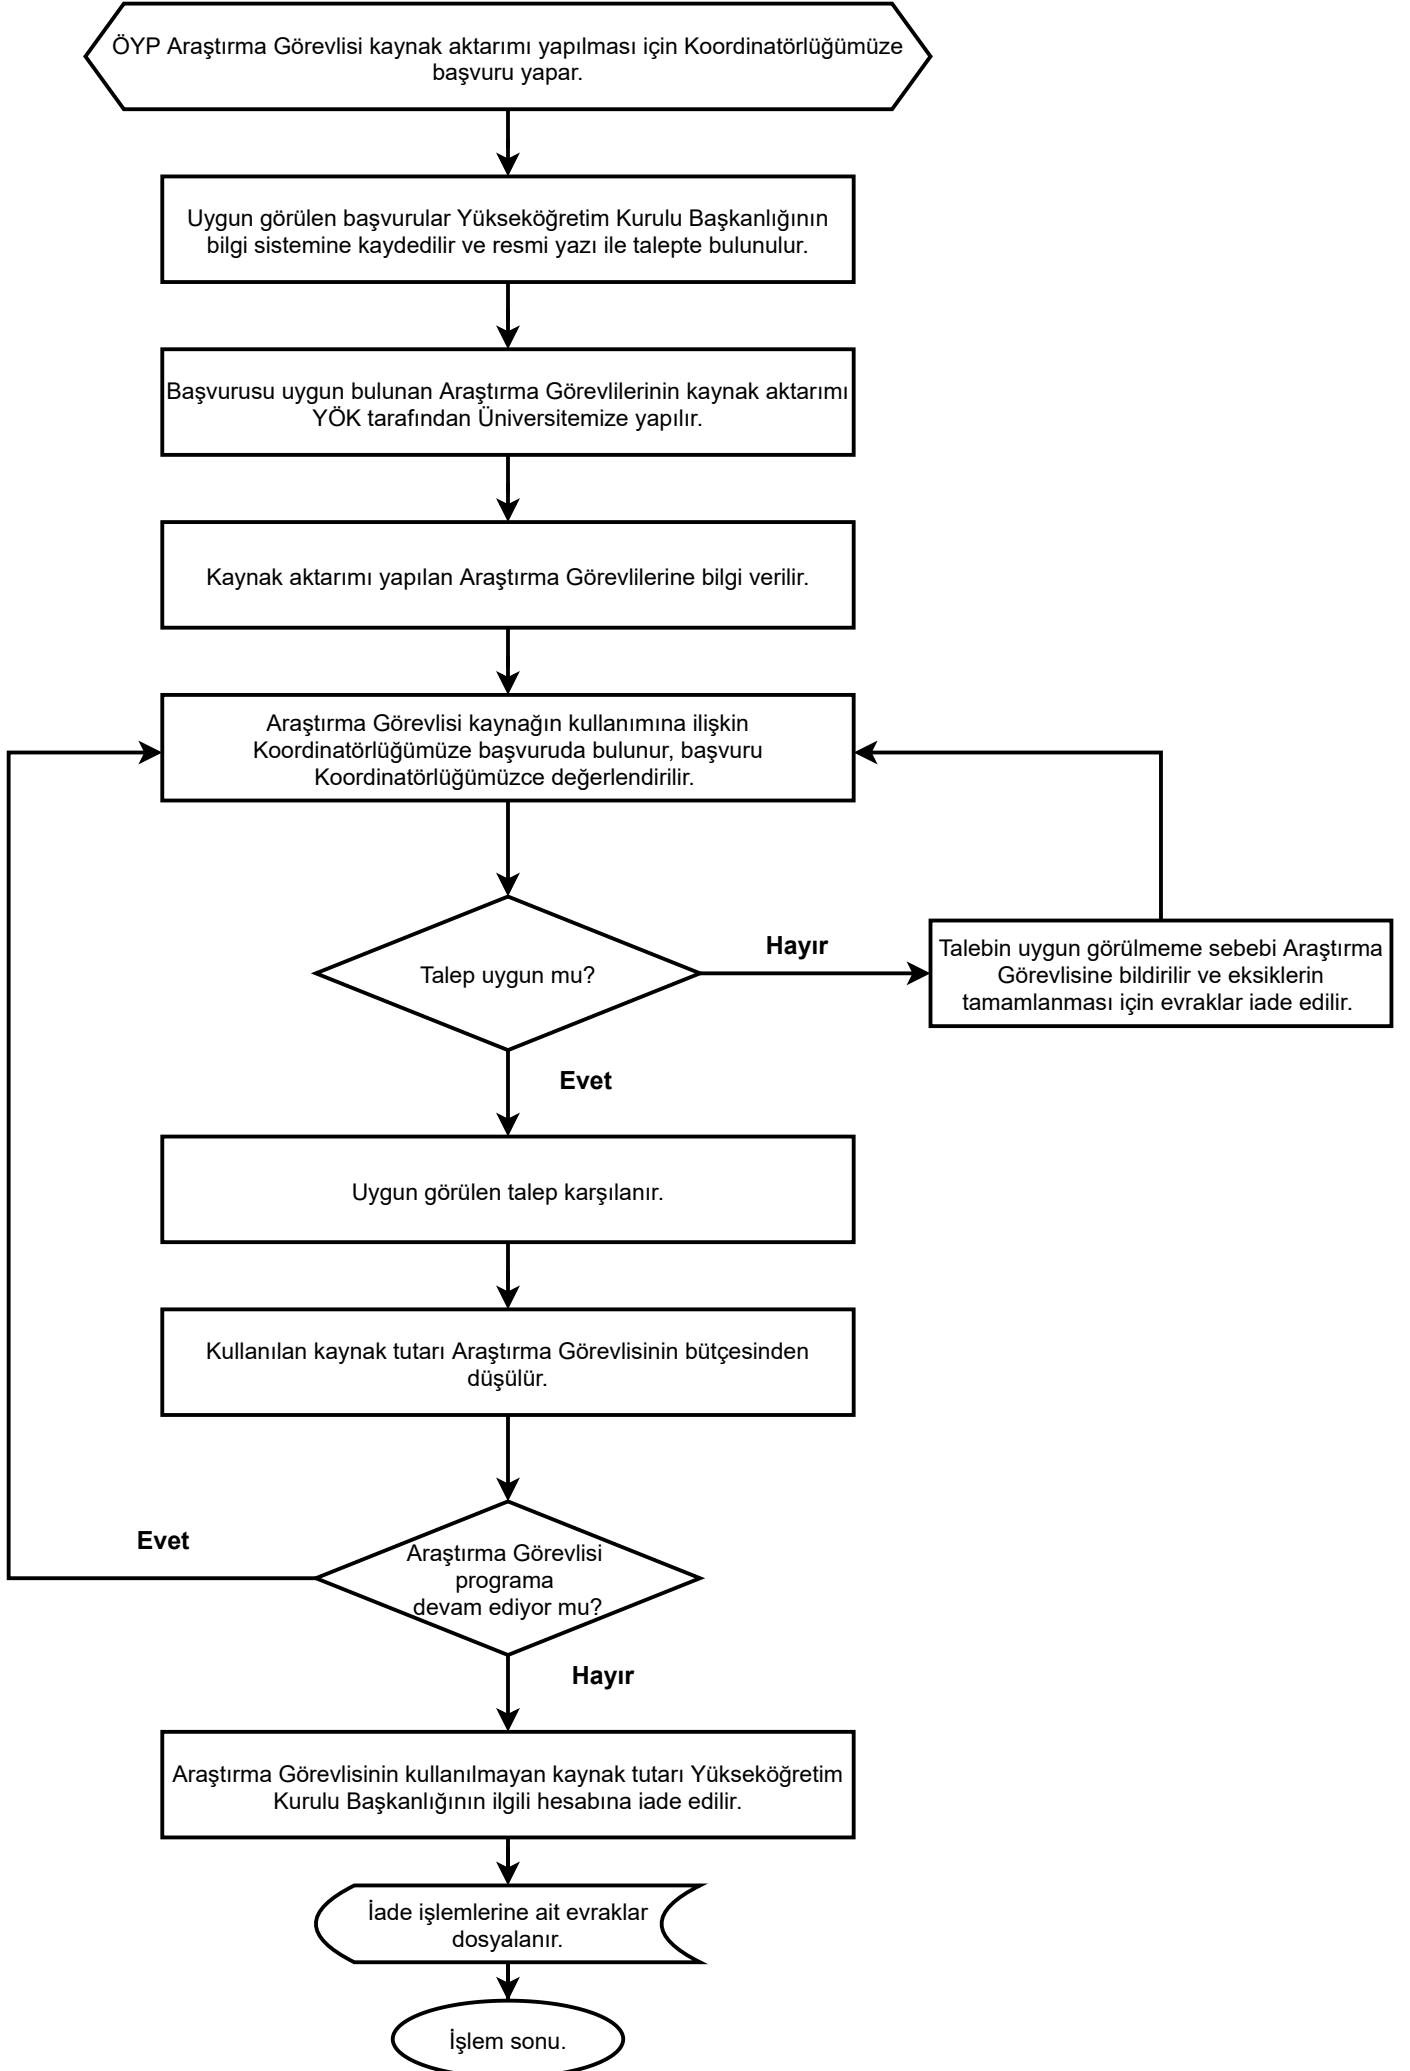 ÖYP Araştırma Görevlisi kaynak aktarımı yapılması için Koordinatörlüğümüze
başvuru yapar.
Uygun görülen başvurular Yükseköğretim Kurulu Başkanlığının
bilgi sistemine kaydedilir ve resmi yazı ile talepte bulunulur.
Başvurusu uygun bulunan Araştırma Görevlilerinin kaynak aktarımı
YÖK tarafından Üniversitemize yapılır.
Kaynak aktarımı yapılan Araştırma Görevlilerine bilgi verilir.
Araştırma Görevlisi kaynağın kullanımına ilişkin
Koordinatörlüğümüze başvuruda bulunur, başvuru
Koordinatörlüğümüzce değerlendirilir.
Talep uygun mu?
Hayır
Talebin uygun görülmeme sebebi Araştırma
Görevlisine bildirilir ve eksiklerin
tamamlanması için evraklar iade edilir.
Evet
Uygun görülen talep karşılanır.
Kullanılan kaynak tutarı Araştırma Görevlisinin bütçesinden
düşülür.
Evet
Araştırma Görevlisi
programa
devam ediyor mu?
Hayır
Araştırma Görevlisinin kullanılmayan kaynak tutarı Yükseköğretim
Kurulu Başkanlığının ilgili hesabına iade edilir.
İade işlemlerine ait evraklar
dosyalanır.
İşlem sonu.